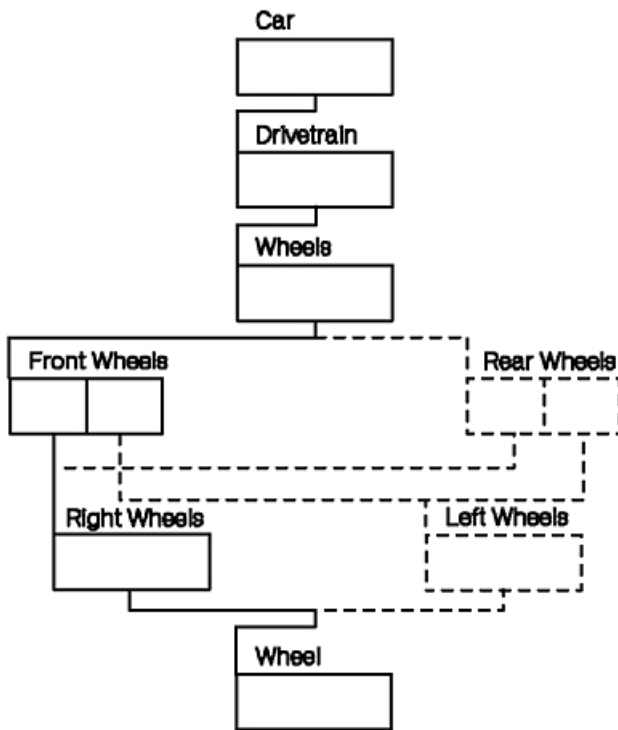 Car
Drivetrain
Wheels
Front Wheels
Rear Wheels
Right Wheels
Left Wheels
Wheel